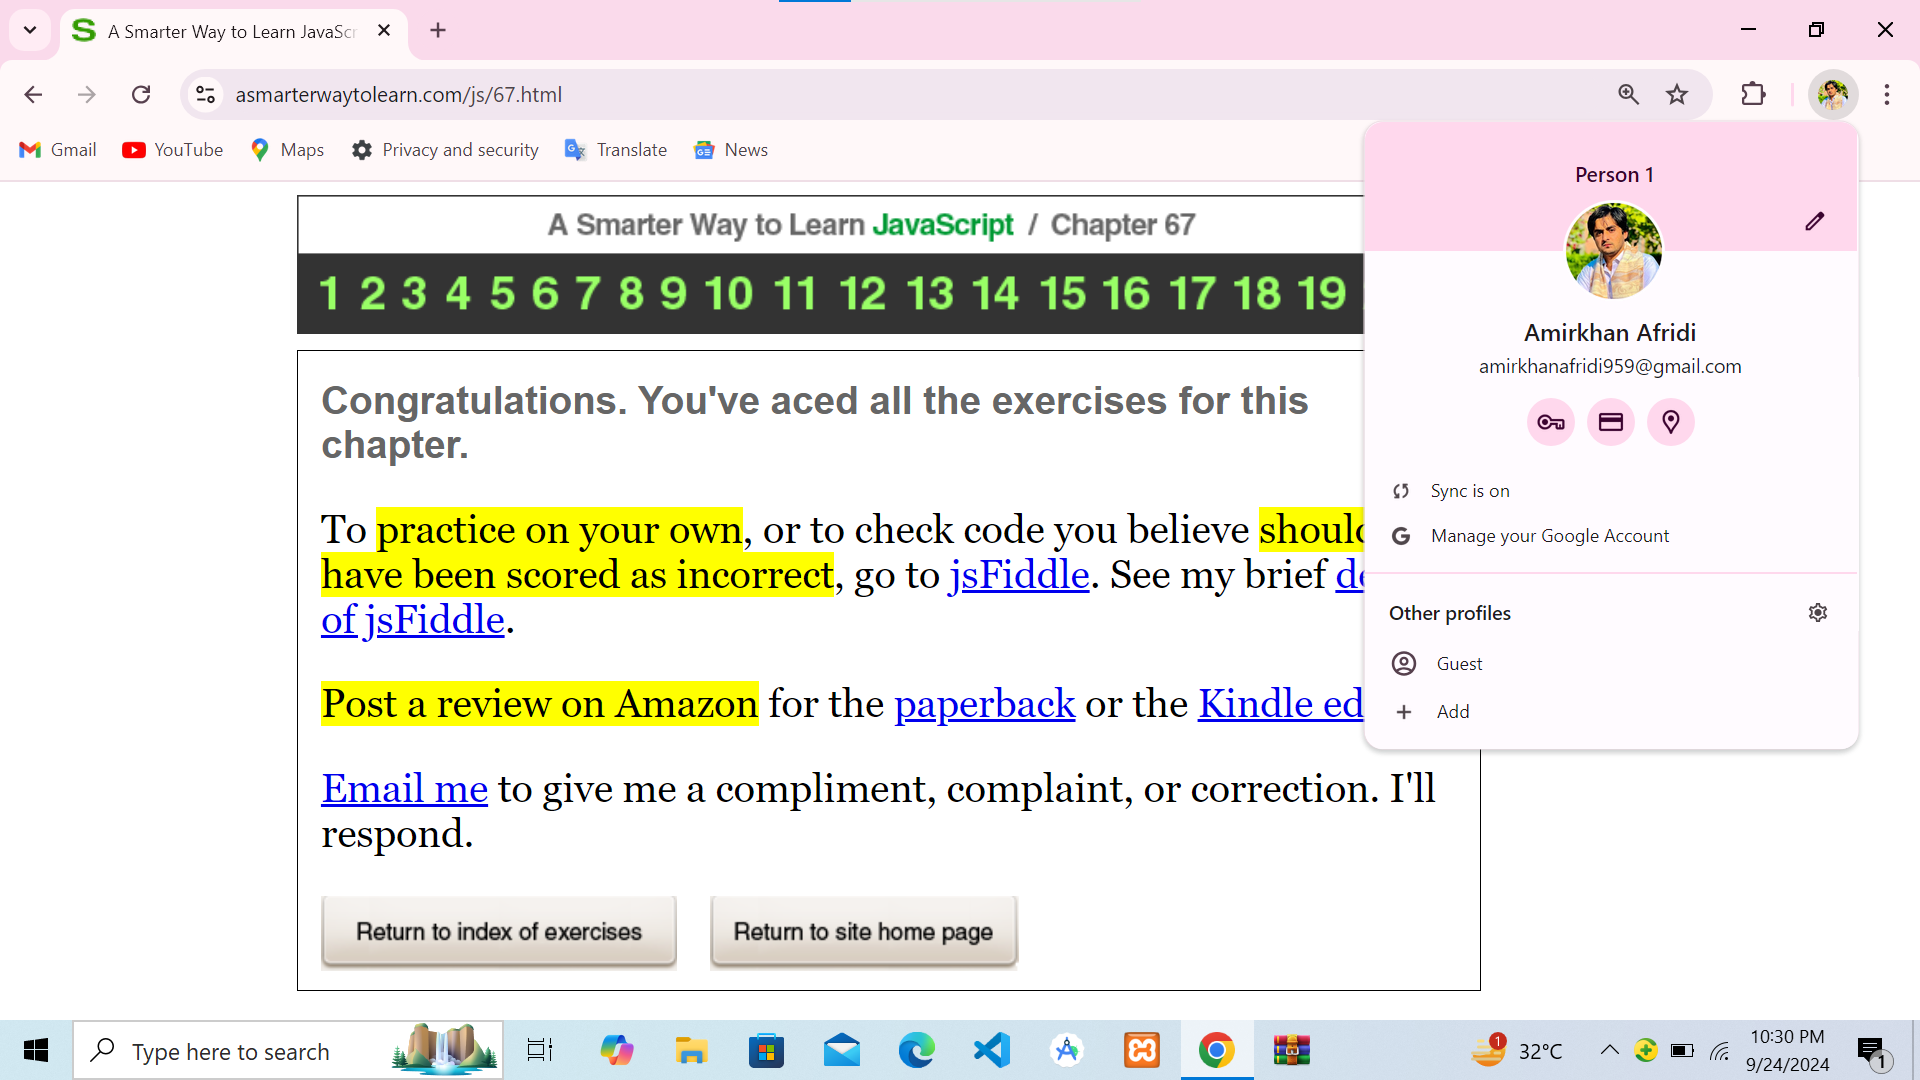 A Smarter Way to Learn JavaScr
asmarterwaytolearn.com/js/67.html
Gmail YouTube Maps Privacy and security Translate News
A Smarter Way to Learn JavaScript / Chapter 67
1 2 3 4 5 6 7 8 9 10 11 12 13 14 15 16 17 18 19
Congratulations. You've aced all the exercises for this
chapter.
To practice on your own, or to check code you believe shoul
have been scored as incorrect, go to jsFiddle. See my brief de
of jsFiddle.
Post a review on Amazon for the paperback or the Kindle ed
Email me to give me a compliment, complaint, or correction. I'll
respond.
Return to index of exercises Return to site home page
Person 1
Amirkhan Afridi
amirkhanafridi959@gmail.com
Sync is on
Manage your Google Account
Other profiles
Guest
Add
Type here to search
1
32°C
10:30 PM
9/24/2024
1